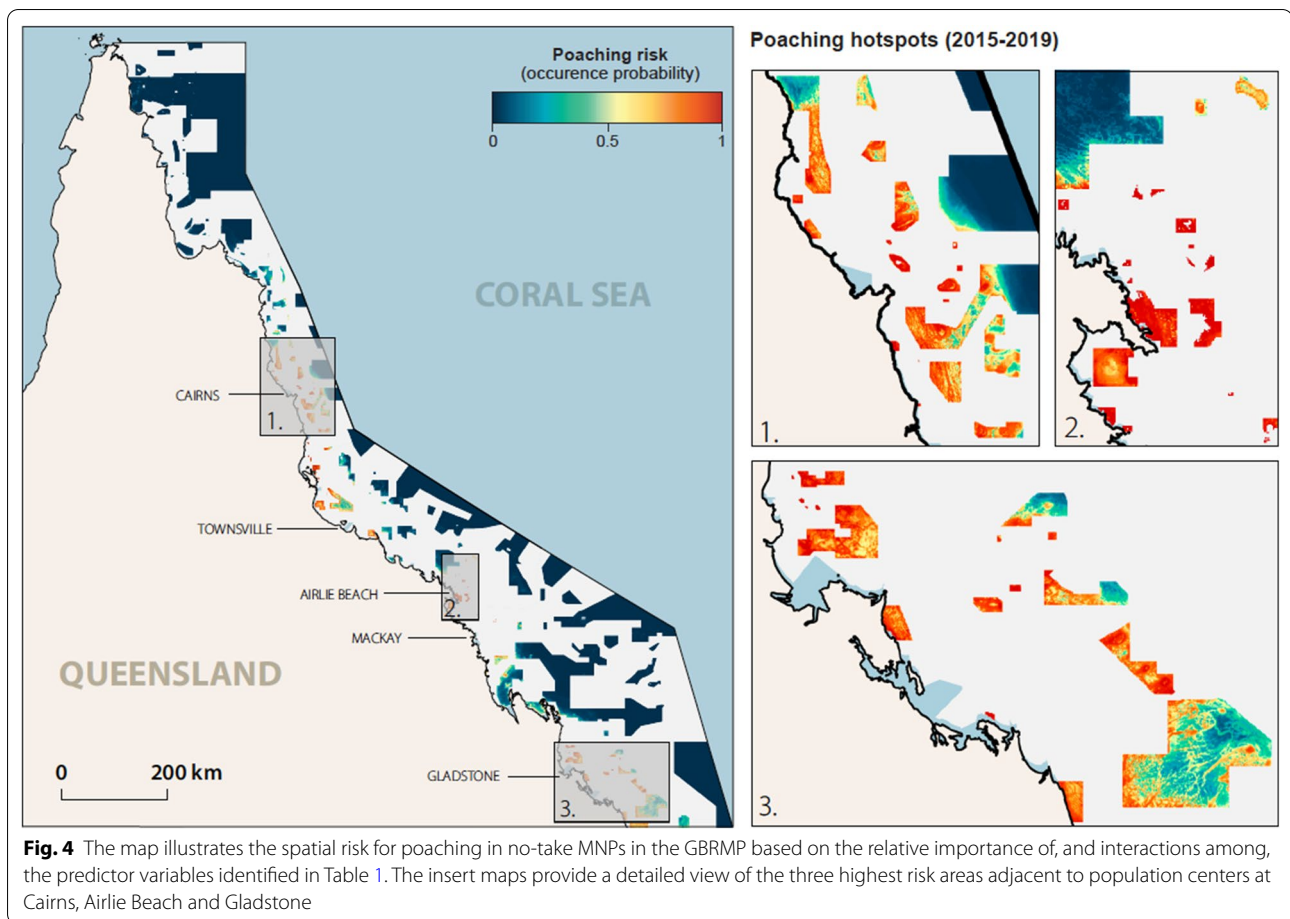 Poaching risk
(occurence probability)
0
0.5
1
CORAL SEA
CAIRNS
1.
TOWNSVILLE
AIRLIE BEACH
2.
MACKAY
QUEENSLAND
0
200 km
GLADSTONE
3.
Poaching hotspots (2015-2019)
1.
2.
3.
Fig. 4 The map illustrates the spatial risk for poaching in no-take MNPs in the GBRMP based on the relative importance of, and interactions among,
the predictor variables identified in Table 1. The insert maps provide a detailed view of the three highest risk areas adjacent to population centers at
Cairns, Airlie Beach and Gladstone